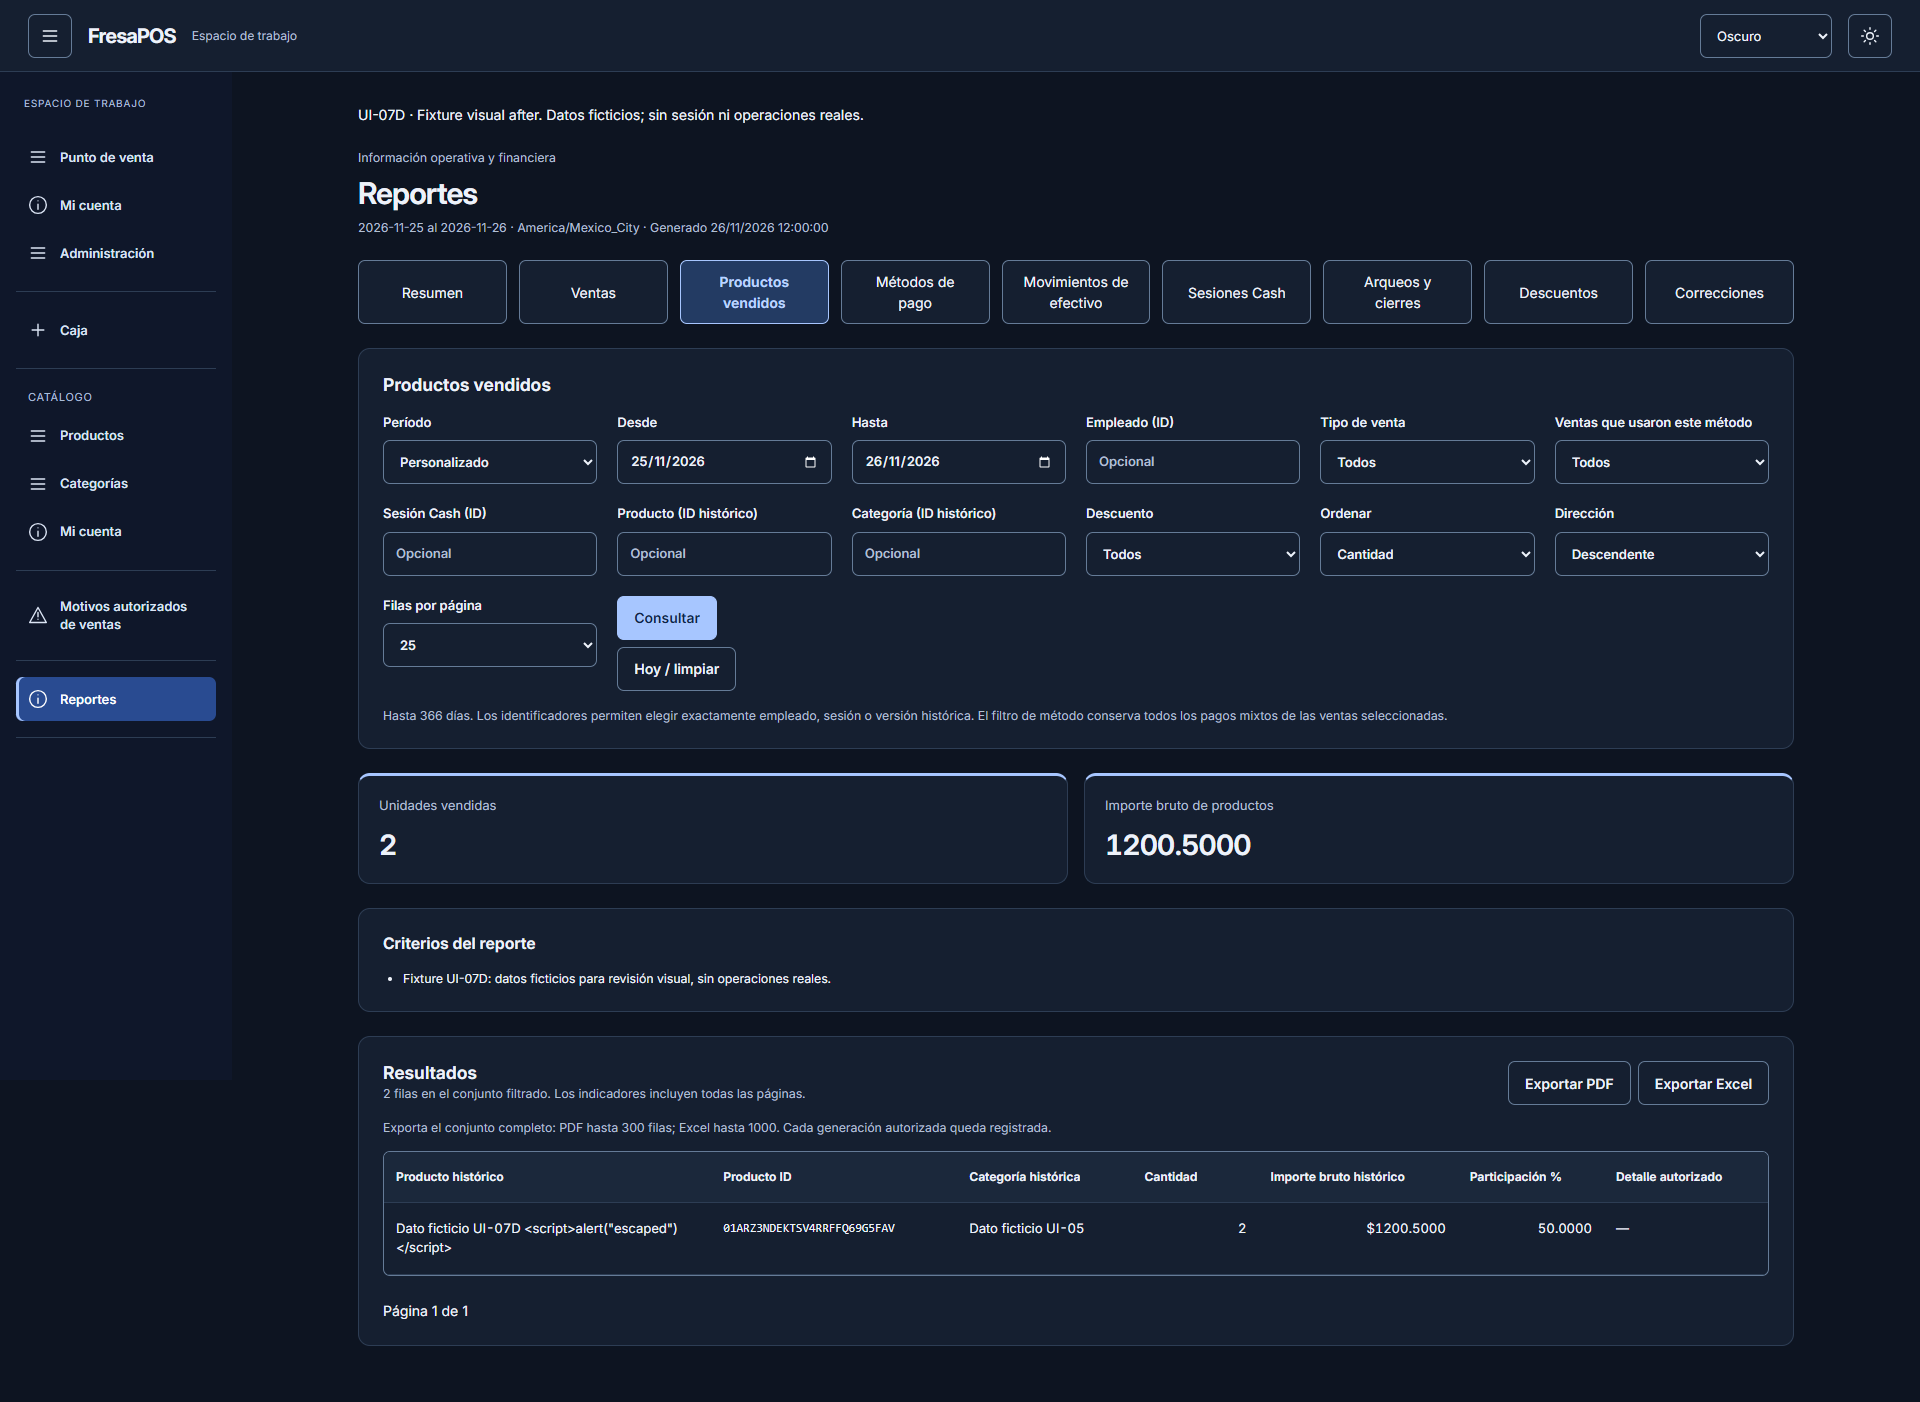 FresaPOS
Espacio de trabajo
Oscuro
ESPACIO DE TRABAJO
Punto de venta
Mi cuenta
Administración
Caja
CATÁLOGO
Productos
Categorías
Mi cuenta
Motivos autorizados
de ventas
Reportes
UI-07D · Fixture visual after. Datos ficticios; sin sesión ni operaciones reales.
Información operativa y financiera
Reportes
2026-11-25 al 2026-11-26 · America/Mexico_City · Generado 26/11/2026 12:00:00
Resumen
Ventas
Productos
vendidos
Métodos de
pago
Movimientos de
efectivo
Sesiones Cash
Arqueos y
cierres
Descuentos
Correcciones
Productos vendidos
Período
Desde
Hasta
Empleado (ID)
Tipo de venta
Ventas que usaron este método
Personalizado
25/11/2026
26/11/2026
Opcional
Todos
Todos
Sesión Cash (ID)
Producto (ID histórico)
Categoría (ID histórico)
Descuento
Ordenar
Dirección
Opcional
Opcional
Opcional
Todos
Cantidad
Descendente
Filas por página
25
Consultar
Hoy / limpiar
Hasta 366 días. Los identificadores permiten elegir exactamente empleado, sesión o versión histórica. El filtro de método conserva todos los pagos mixtos de las ventas seleccionadas.
Unidades vendidas
2
Importe bruto de productos
1200.5000
Criterios del reporte
• Fixture UI-07D: datos ficticios para revisión visual, sin operaciones reales.
Resultados
2 filas en el conjunto filtrado. Los indicadores incluyen todas las páginas.
Exportar PDF
Exportar Excel
Exporta el conjunto completo: PDF hasta 300 filas; Excel hasta 1000. Cada generación autorizada queda registrada.
Producto histórico
Producto ID
Categoría histórica
Cantidad
Importe bruto histórico
Participación %
Detalle autorizado
Dato ficticio UI-07D <script>alert("escaped")
</script>
01ARZ3NDEKTSV4RRFFQ69G5FAV
Dato ficticio UI-05
2
$1200.5000
50.0000
—
Página 1 de 1